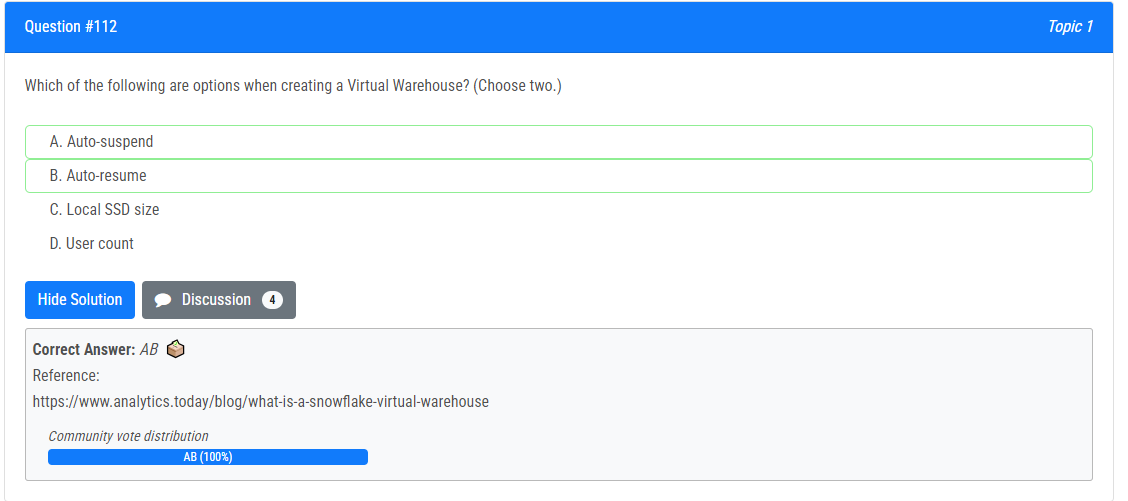 Question #112
Topic 1
Which of the following are options when creating a Virtual Warehouse? (Choose two.)
A. Auto-suspend
B. Auto-resume
C. Local SSD size
D. User count
Hide Solution
Discussion 4
Correct Answer: AB
Reference:
https://www.analytics.today/blog/what-is-a-snowflake-virtual-warehouse
Community vote distribution
AB (100%)